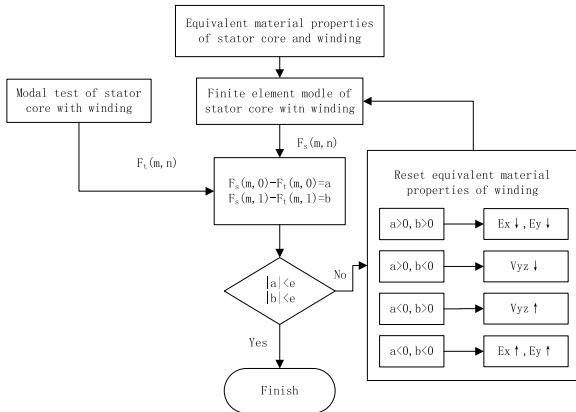 Equivalent material properties
of stator core and winding
Modal test of stator
core with winding
Finite element modle of
stator core witn winding
Ft(m,n)
Fs(m,n)
Fs(m,0)-Ft(m,0)=a
Fs(m,1)-Ft(m,1)=b
|a|<e
|b|<e
No
Yes
Finish
Reset equivalent material
properties of winding
a>0,b>0
Ex↓,Ey↓
a>0,b<0
Vyz↓
a<0,b>0
Vyz↑
a<0,b<0
Ex↑,Ey↑